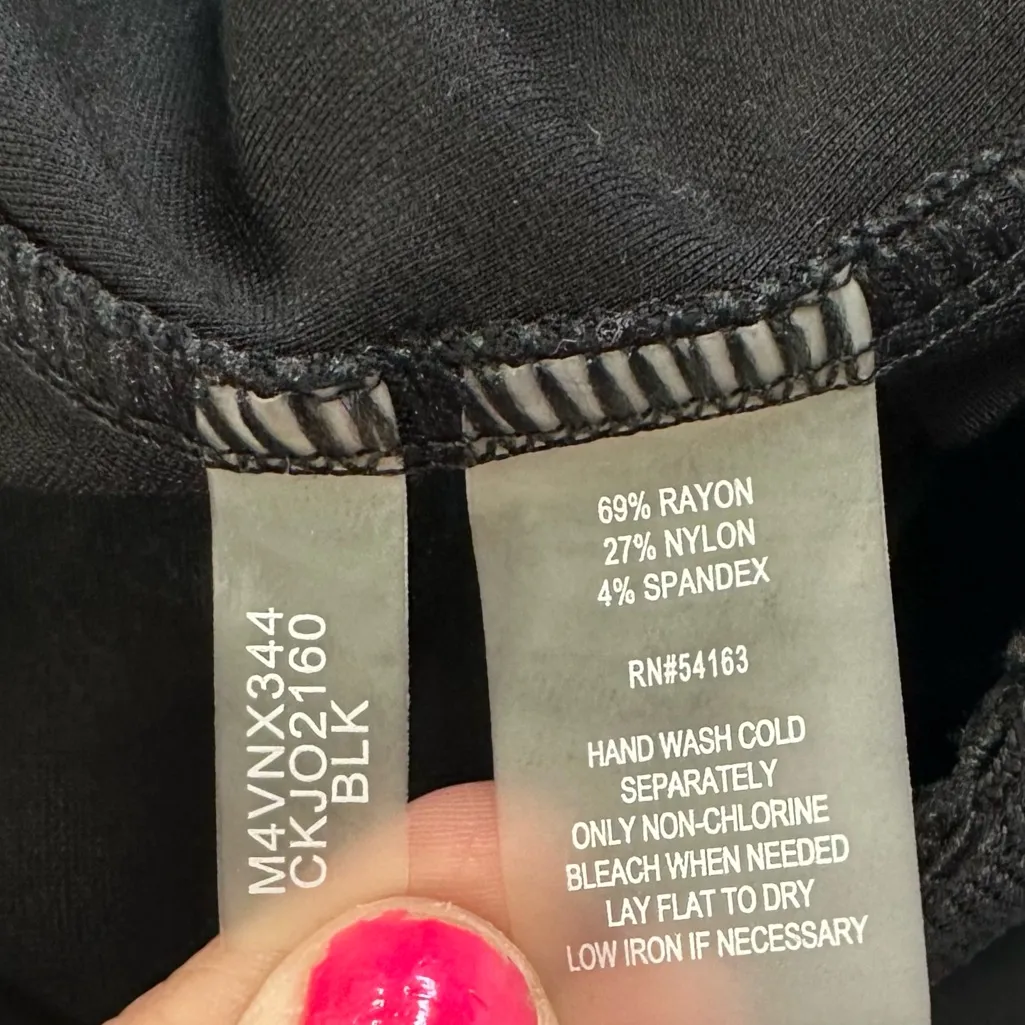 M4VNX344
CKJO2160
BLK
69% RAYON
27% NYLON
4% SPANDEX
RN#54163
HAND WASH COLD
SEPARATELY
ONLY NON-CHLORINE
BLEACH WHEN NEEDED
LAY FLAT TO DRY
LOW IRON IF NECESSARY